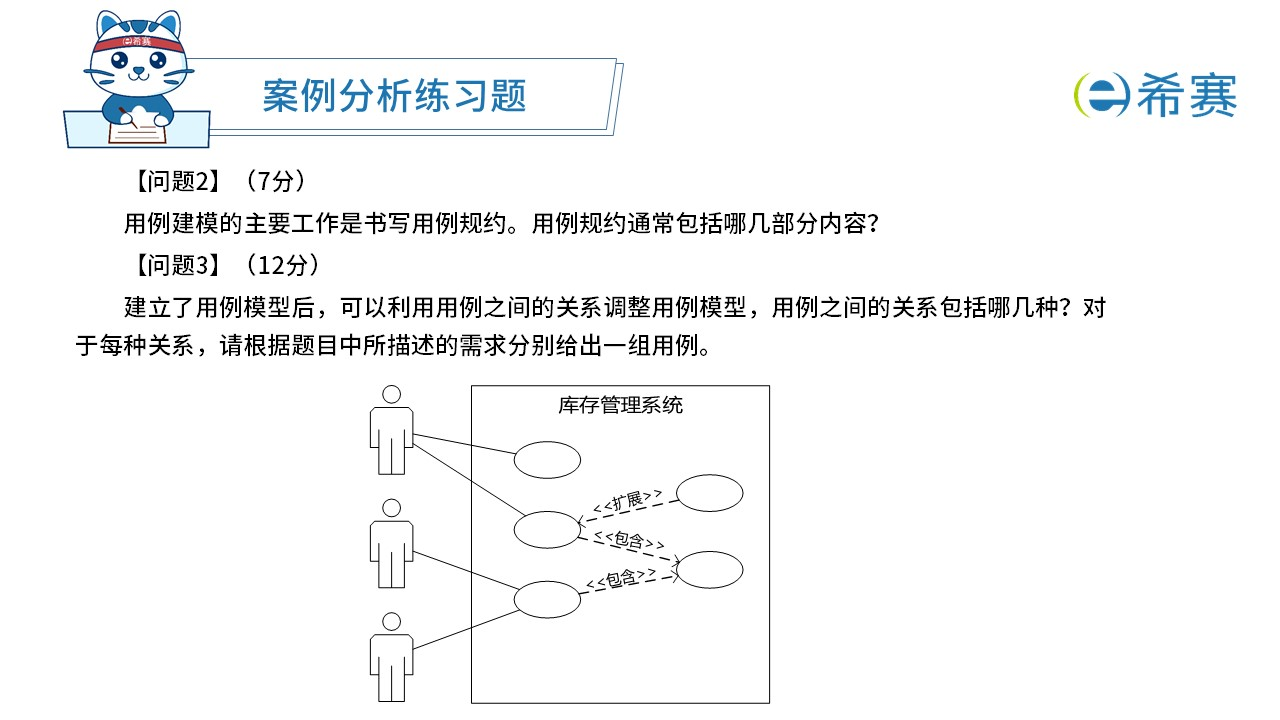 希赛
案例分析练习题
希赛
【问题2】（7分）
用例建模的主要工作是书写用例规约。用例规约通常包括哪几部分内容？
【问题3】（12分）
建立了用例模型后，可以利用用例之间的关系调整用例模型，用例之间的关系包括哪几种？对
于每种关系，请根据题目中所描述的需求分别给出一组用例。
库存管理系统
<<扩展>>
<<包含>>
<<包含>>